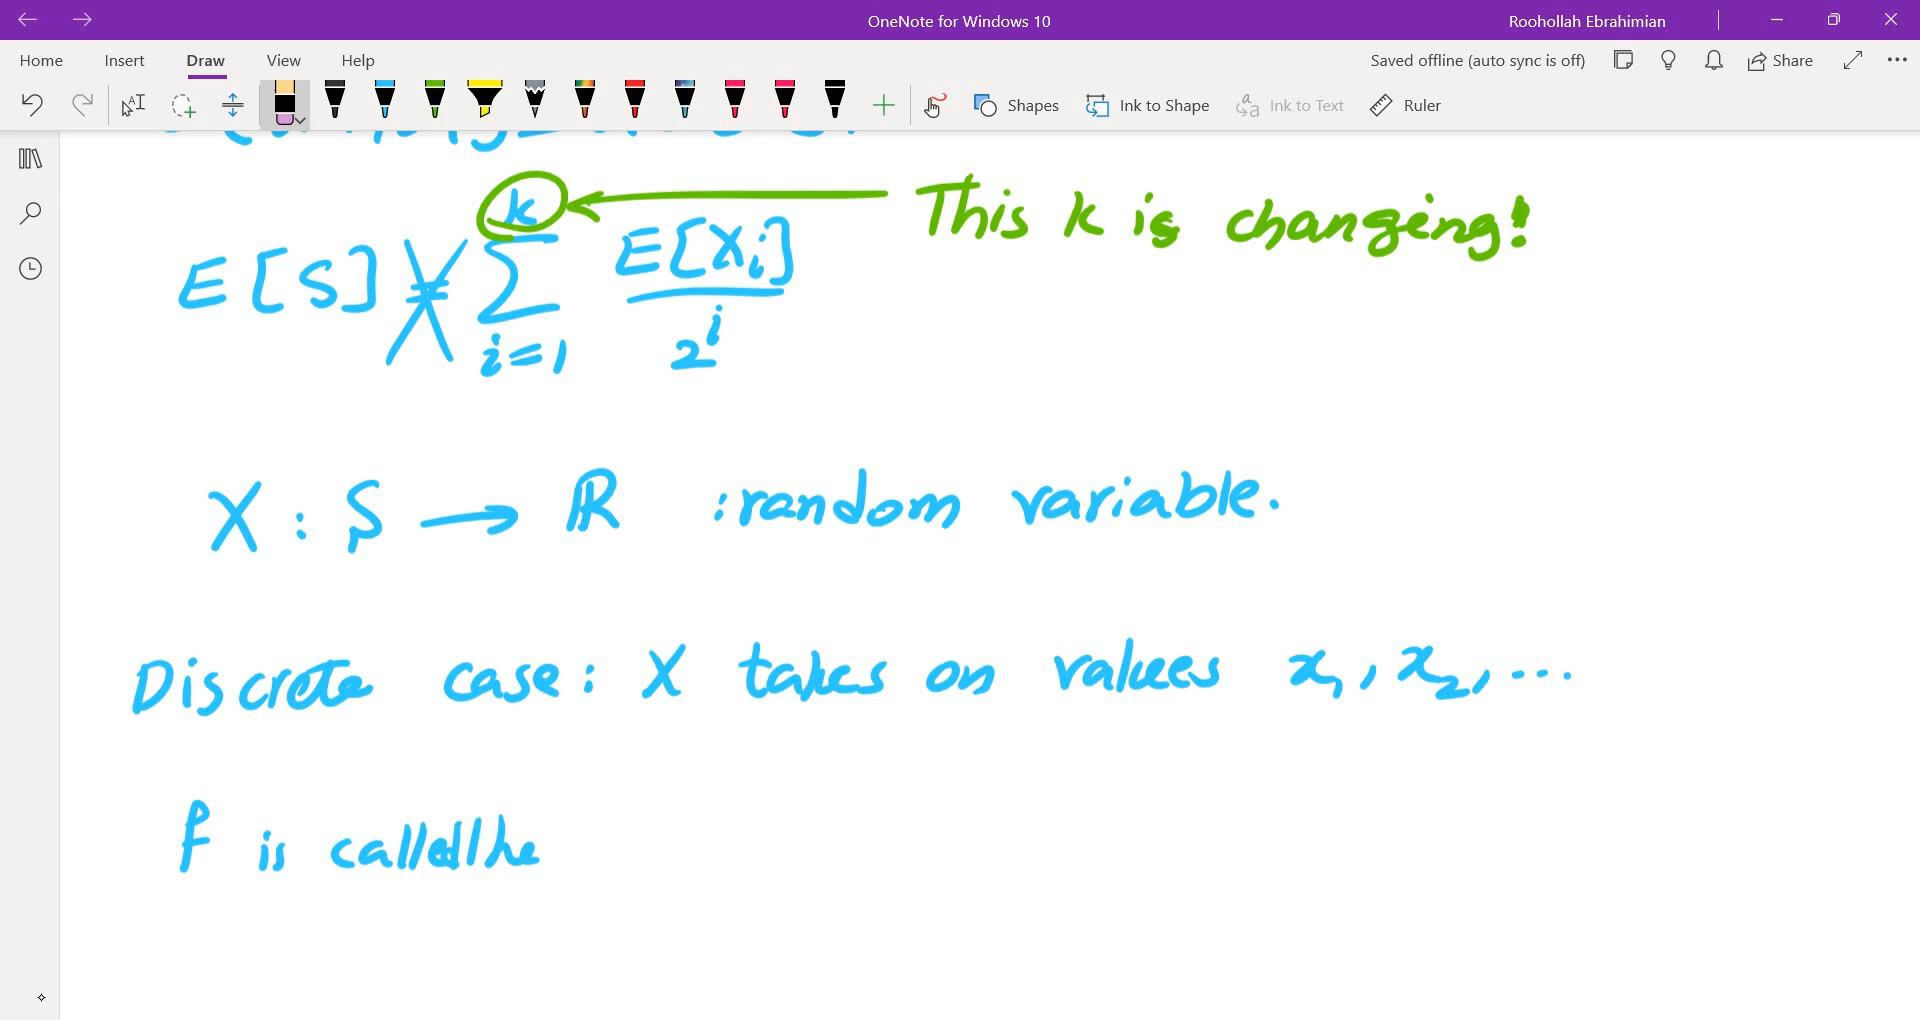 OneNote for Windows 10
Roohollah Ebrahimian
Home Insert Draw View Help
Saved offline (auto sync is off) Share
Shapes Ink to Shape Ink to Text Ruler
k ← This k is changing!
E[S] ≠ Σ E[Xi] / 2^i
i=1
X : S → ℝ : random variable.
Discrete case: X takes on values x₁, x₂, ...
f is called he